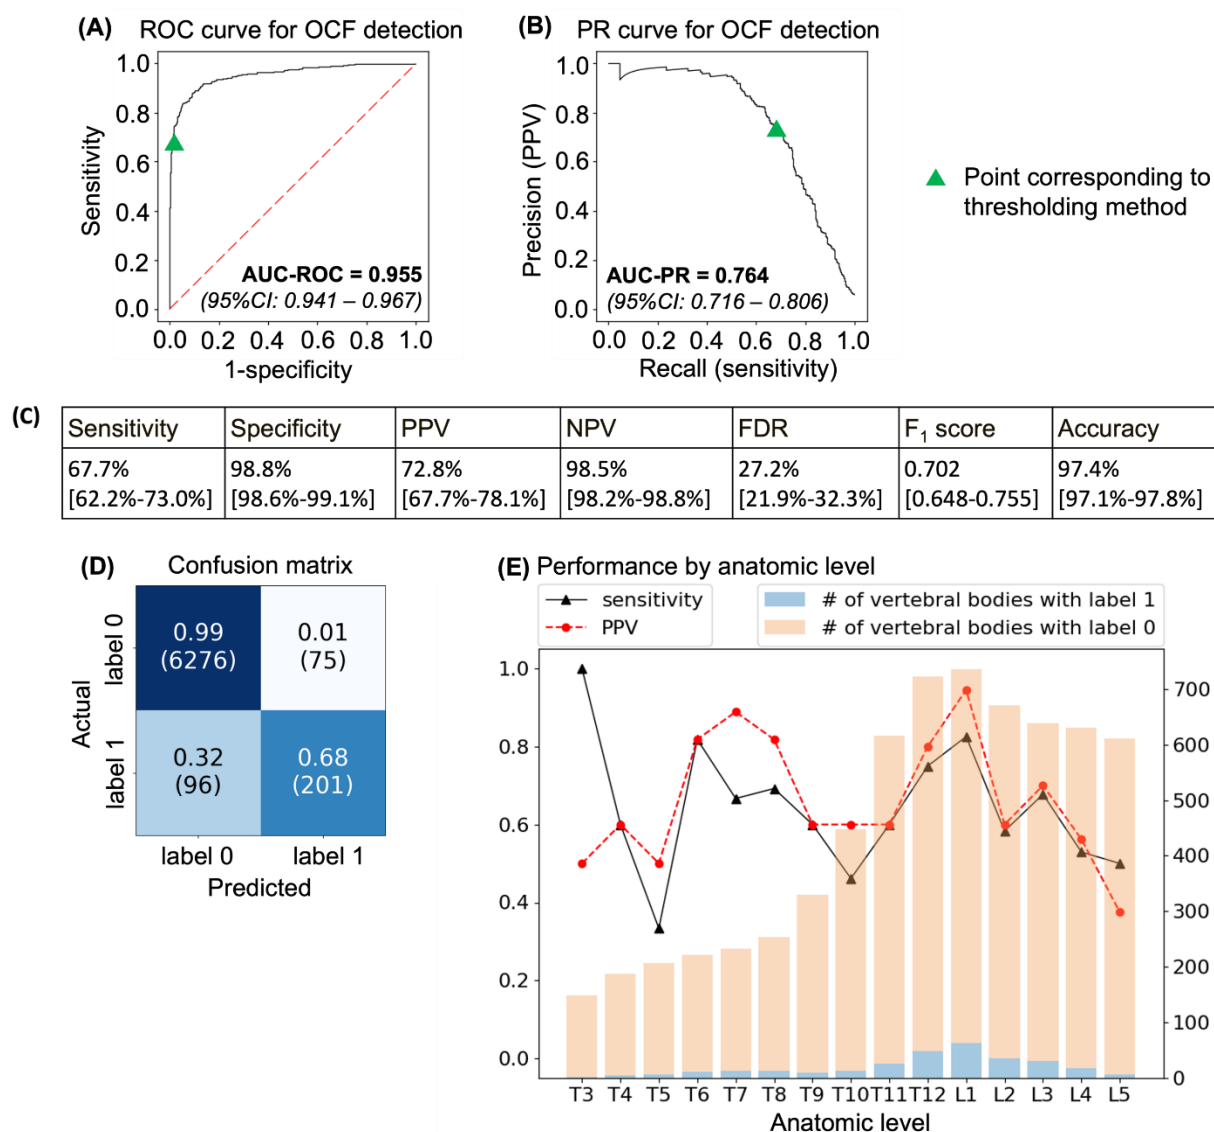 (A) ROC curve for OCF detection
1.0
0.8
0.6
0.4
0.2
0.0
Sensitivity
AUC-ROC = 0.955
(95%CI: 0.941 – 0.967)
0.0 0.2 0.4 0.6 0.8 1.0
1-specificity
(B) PR curve for OCF detection
1.0
0.8
0.6
0.4
0.2
0.0
Precision (PPV)
AUC-PR = 0.764
(95%CI: 0.716 – 0.806)
0.0 0.2 0.4 0.6 0.8 1.0
Recall (sensitivity)
Point corresponding to
thresholding method
(C)
Sensitivity Specificity PPV NPV FDR F₁ score Accuracy
67.7% 98.8% 72.8% 98.5% 27.2% 0.702 97.4%
[62.2%-73.0%] [98.6%-99.1%] [67.7%-78.1%] [98.2%-98.8%] [21.9%-32.3%] [0.648-0.755] [97.1%-97.8%]
(D) Confusion matrix
Actual
label 0
label 1
0.99
(6276)
0.01
(75)
0.32
(96)
0.68
(201)
label 0 label 1
Predicted
(E) Performance by anatomic level
sensitivity
PPV
# of vertebral bodies with label 1
# of vertebral bodies with label 0
1.0
0.8
0.6
0.4
0.2
0.0
700
600
500
400
300
200
100
0
T3 T4 T5 T6 T7 T8 T9 T10 T11 T12 L1 L2 L3 L4 L5
Anatomic level